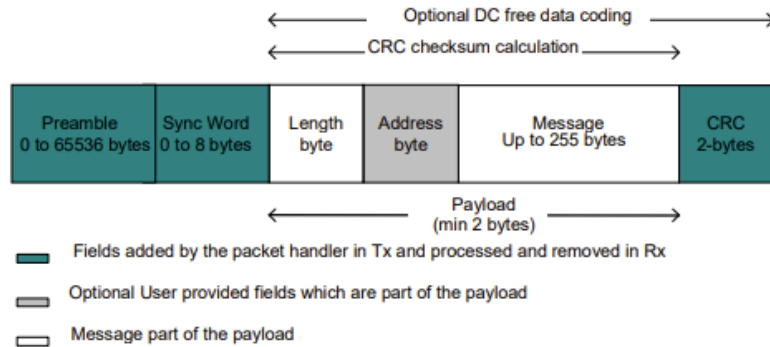 Optional DC free data coding
CRC checksum calculation
Preamble
0 to 65536 bytes
Sync Word
0 to 8 bytes
Length
byte
Address
byte
Message
Up to 255 bytes
CRC
2-bytes
Payload
(min 2 bytes)
Fields added by the packet handler in Tx and processed and removed in Rx
Optional User provided fields which are part of the payload
Message part of the payload